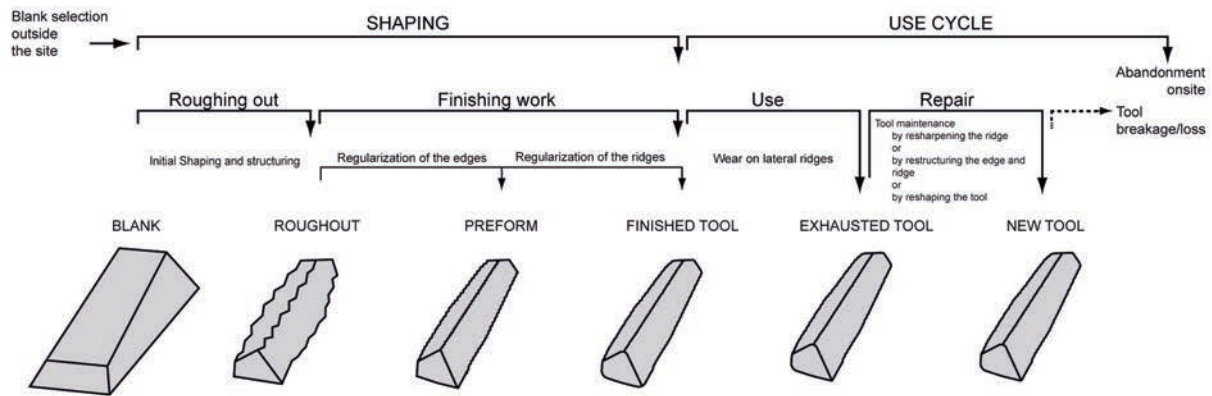 Blank selection
outside
the site
SHAPING
USE CYCLE
Abandonment
onsite
Roughing out
Finishing work
Use
Repair
Tool
breakage/loss
Initial Shaping and structuring
Regularization of the edges
Regularization of the ridges
Wear on lateral ridges
Tool maintenance
by resharpening the ridge
or
by restructuring the edge and
ridge
or
by reshaping the tool
BLANK
ROUGHOUT
PREFORM
FINISHED TOOL
EXHAUSTED TOOL
NEW TOOL